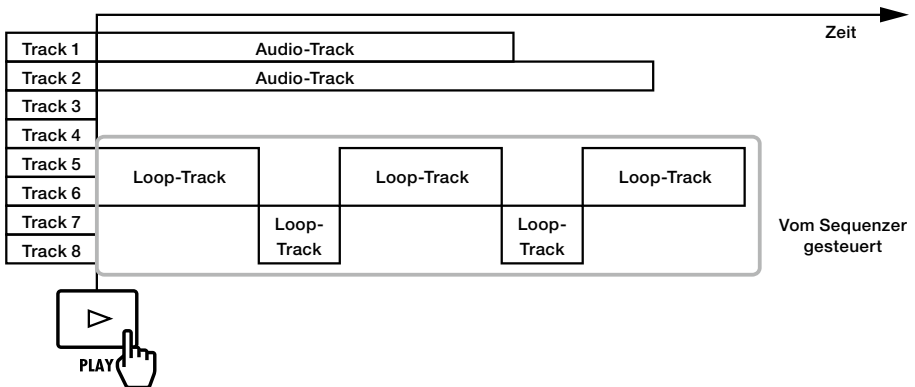 Zeit
Track 1
Audio-Track
Track 2
Audio-Track
Track 3
Track 4
Track 5
Track 6
Loop-Track
Loop-Track
Loop-Track
Track 7
Track 8
Loop-
Track
Loop-
Track
Vom Sequenzer
gesteuert
PLAY